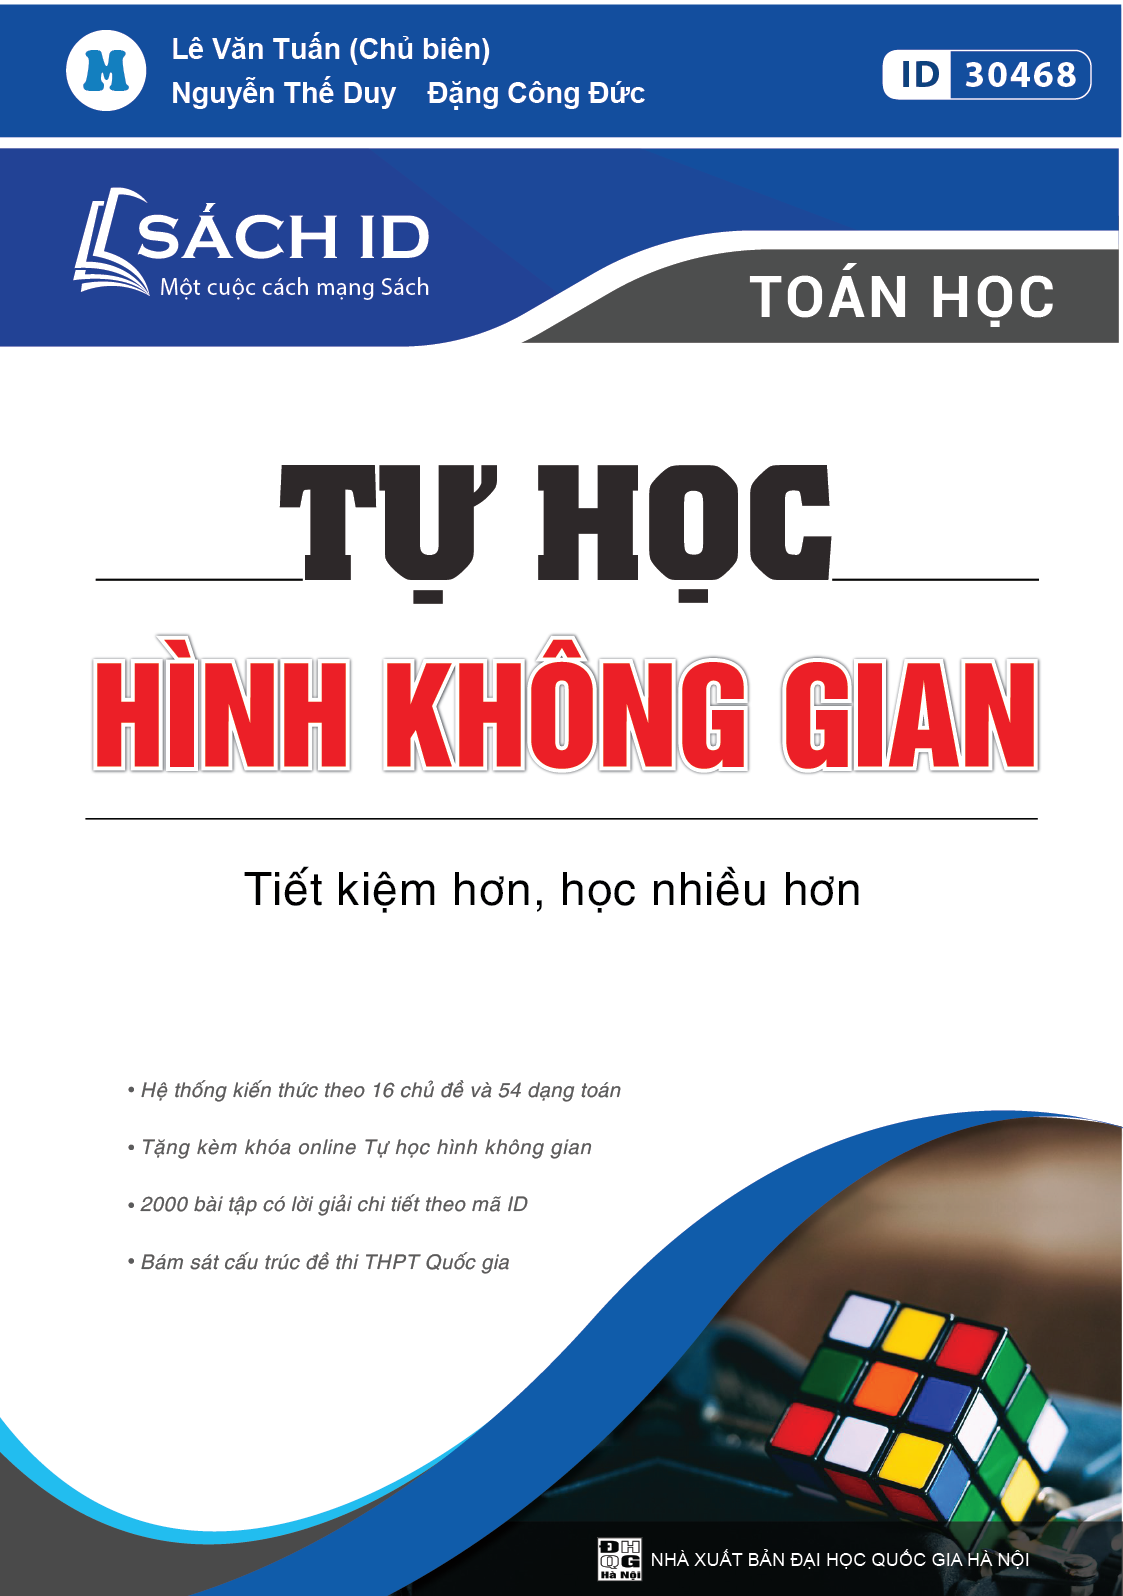 M
Lê Văn Tuấn (Chủ biên)
Nguyễn Thế Duy Đặng Công Đức
ID 30468
SÁCH ID
Một cuộc cách mạng Sách
TOÁN HỌC
TỰ HỌC
HÌNH KHÔNG GIAN
Tiết kiệm hơn, học nhiều hơn
• Hệ thống kiến thức theo 16 chủ đề và 54 dạng toán
• Tặng kèm khóa online Tự học hình không gian
• 2000 bài tập có lời giải chi tiết theo mã ID
• Bám sát cấu trúc đề thi THPT Quốc gia
ĐH
QG
Hà Nội
NHÀ XUẤT BẢN ĐẠI HỌC QUỐC GIA HÀ NỘI